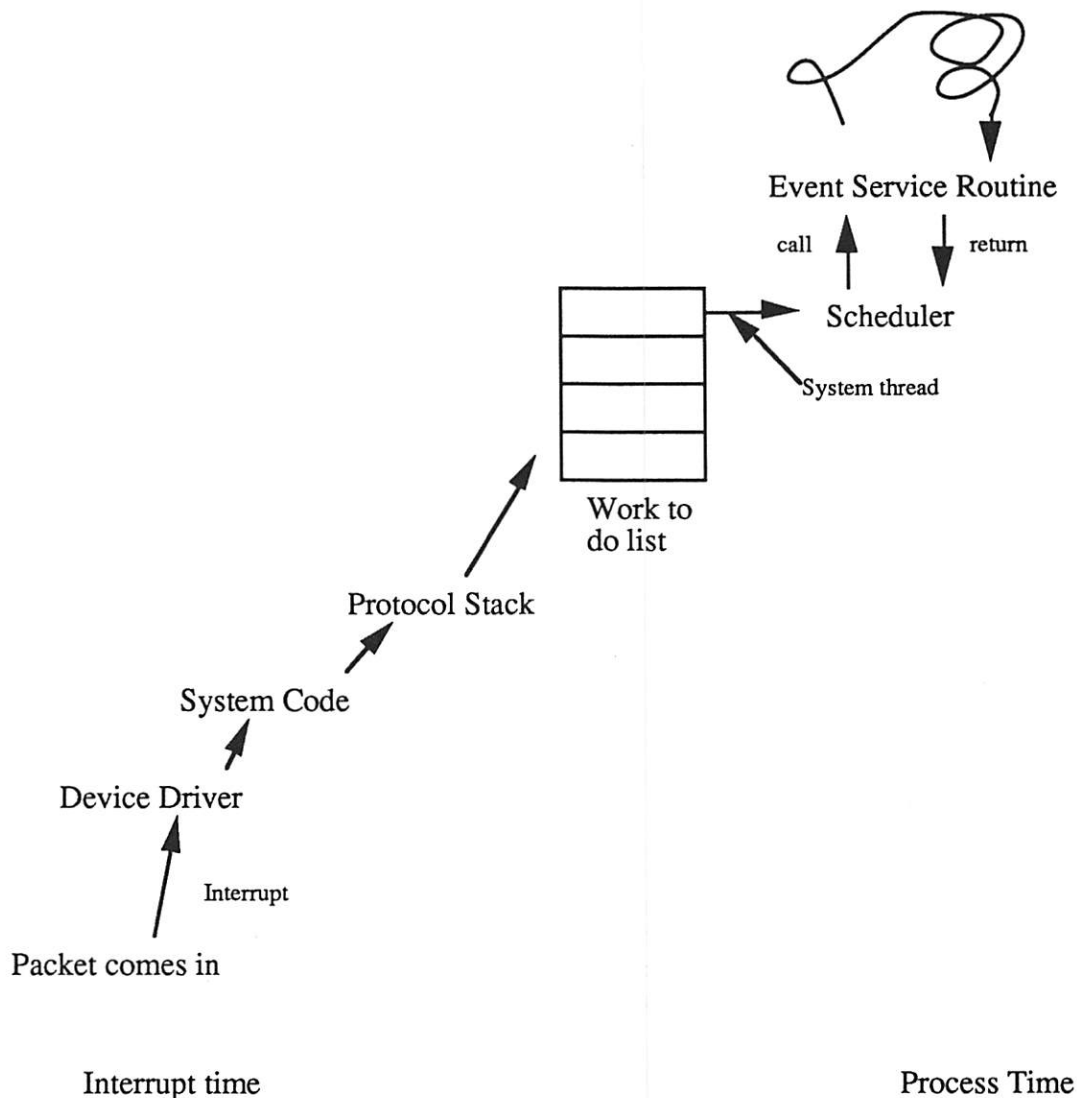 Event Service Routine
call
return
Scheduler
System thread
Work to
do list
Protocol Stack
System Code
Device Driver
Interrupt
Packet comes in
Interrupt time
Process Time